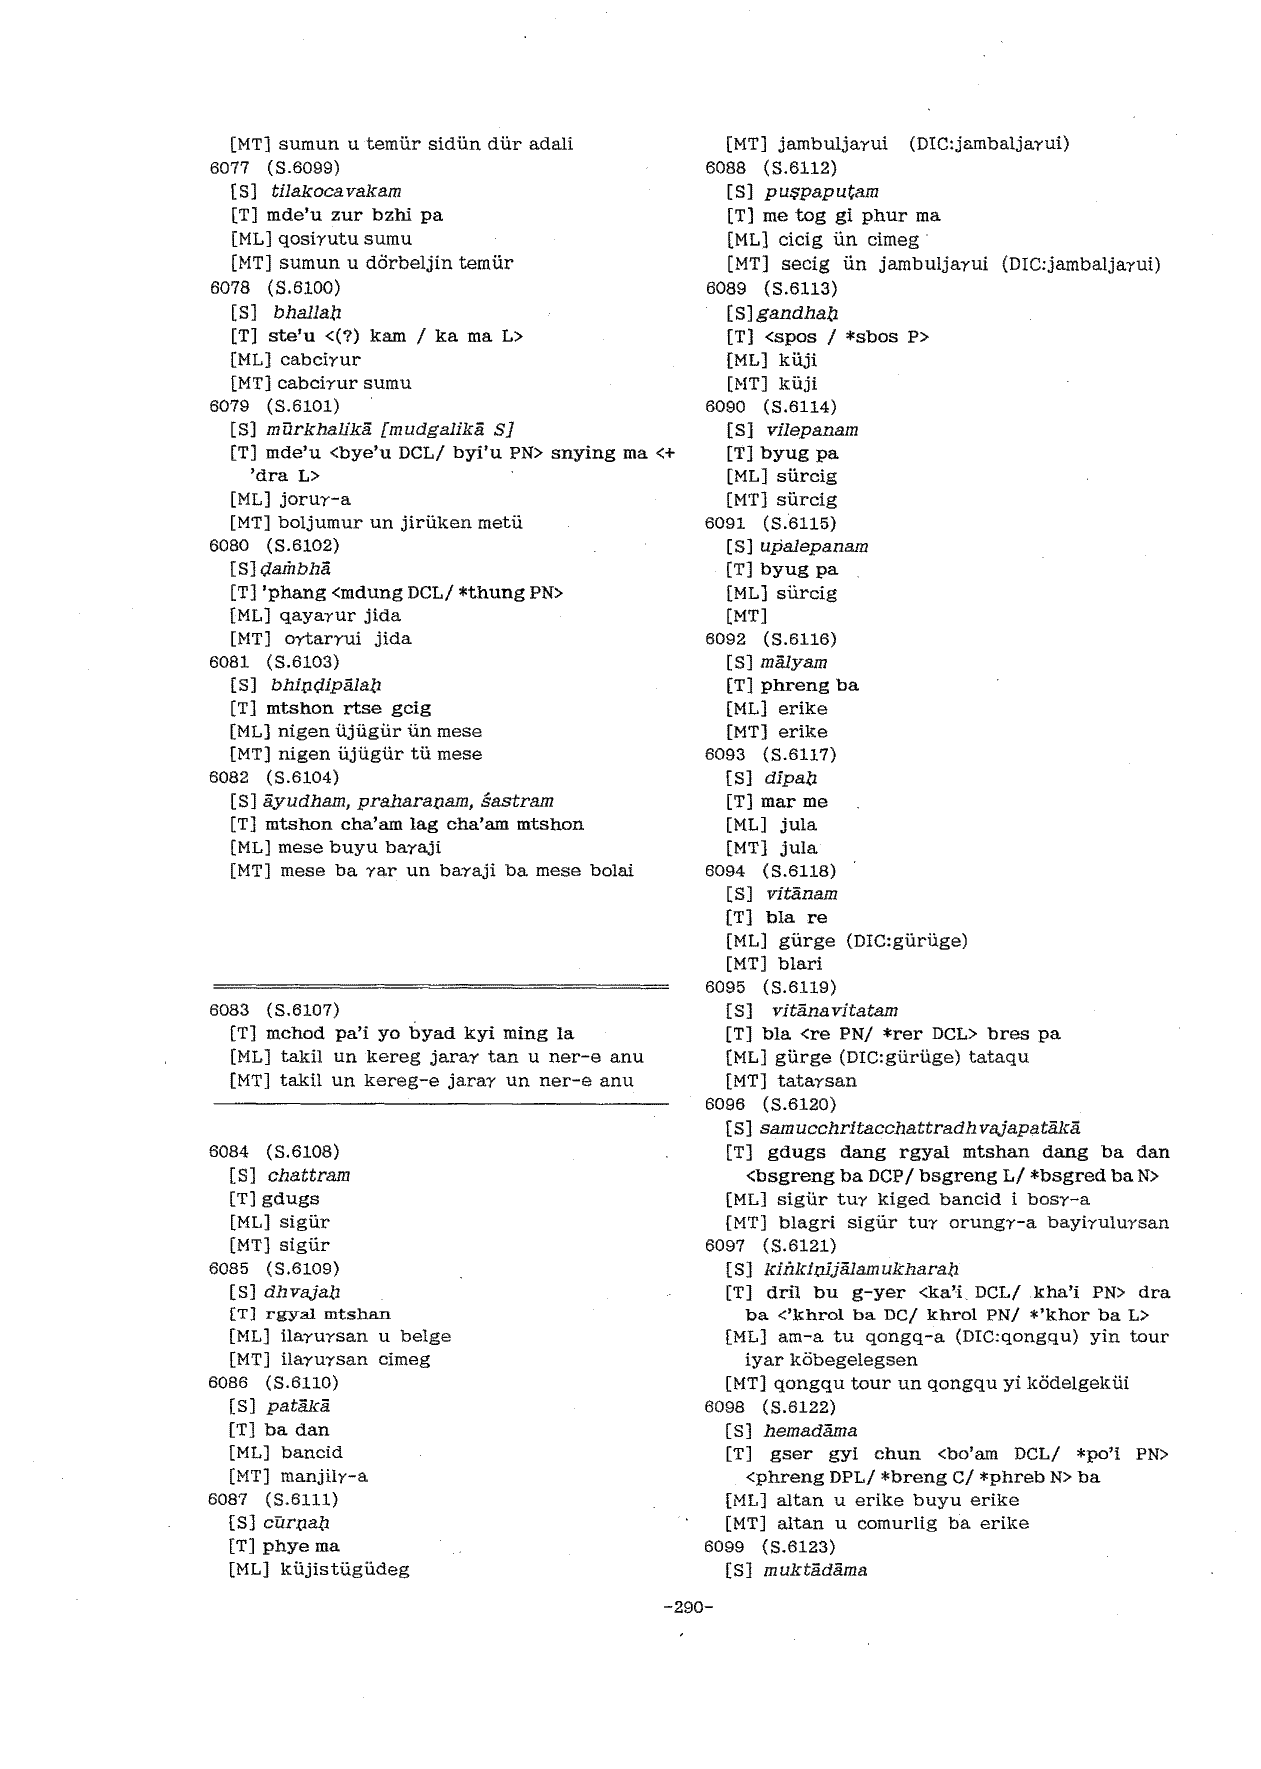 [MT] sumun u temür sidün dür adali
6077 (S.6099)
[S] tilakocavakam
[T] mde'u zur bzhi pa
[ML] qosiγutu sumu
[MT] sumun u dörbeljin temür
6078 (S.6100)
[S] bhallaḥ
[T] ste'u <(?) kam / ka ma L>
[ML] cabciγur
[MT] cabciγur sumu
6079 (S.6101)
[S] mūrkhalikā [mudgalikā S]
[T] mde'u <bye'u DCL/ byi'u PN> snying ma <+
'dra L>
[ML] joruγ-a
[MT] boljumur un jirüken metü
6080 (S.6102)
[S] ḍaṁbhā
[T] 'phang <mdung DCL/ *thung PN>
[ML] qayaγur jida
[MT] oγtarγui jida
6081 (S.6103)
[S] bhiṇḍipālaḥ
[T] mtshon rtse gcig
[ML] nigen üjügür ün mese
[MT] nigen üjügür tü mese
6082 (S.6104)
[S] āyudham, praharaṇam, śastram
[T] mtshon cha'am lag cha'am mtshon
[ML] mese buyu baγaji
[MT] mese ba γar un baγaji ba mese bolai
6083 (S.6107)
[T] mchod pa'i yo byad kyi ming la
[ML] takil un kereg jaraγ tan u ner-e anu
[MT] takil un kereg-e jaraγ un ner-e anu
6084 (S.6108)
[S] chattram
[T] gdugs
[ML] sigür
[MT] sigür
6085 (S.6109)
[S] dhvajaḥ
[T] rgyal mtshan
[ML] ilaγuγsan u belge
[MT] ilaγuγsan cimeg
6086 (S.6110)
[S] patākā
[T] ba dan
[ML] bancid
[MT] manjilγ-a
6087 (S.6111)
[S] cūrṇaḥ
[T] phye ma
[ML] küjistügüdeg
[MT] jambuljaγui (DIC:jambaljaγui)
6088 (S.6112)
[S] puṣpapuṭam
[T] me tog gi phur ma
[ML] cicig ün cimeg
[MT] secig ün jambuljaγui (DIC:jambaljaγui)
6089 (S.6113)
[S] gandhaḥ
[T] <spos / *sbos P>
[ML] küji
[MT] küji
6090 (S.6114)
[S] vilepanam
[T] byug pa
[ML] sürcig
[MT] sürcig
6091 (S.6115)
[S] upalepanam
[T] byug pa
[ML] sürcig
[MT]
6092 (S.6116)
[S] mālyam
[T] phreng ba
[ML] erike
[MT] erike
6093 (S.6117)
[S] dipaḥ
[T] mar me
[ML] jula
[MT] jula
6094 (S.6118)
[S] vitānam
[T] bla re
[ML] gürge (DIC:gürüge)
[MT] blari
6095 (S.6119)
[S] vitānavitatam
[T] bla <re PN/ *rer DCL> bres pa
[ML] gürge (DIC:gürüge) tataqu
[MT] tataγsan
6096 (S.6120)
[S] samucchritacchattradhvajapatākā
[T] gdugs dang rgyal mtshan dang ba dan
<bsgreng ba DCP/ bsgreng L/ *bsgred ba N>
[ML] sigür tuγ kiged bancid i bosγ-a
[MT] blagri sigür tuγ orungγ-a bayiγuluγsan
6097 (S.6121)
[S] kiṅkiṇījālamukharaḥ
[T] dril bu g-yer <ka'i DCL/ kha'i PN> dra
ba <'khrol ba DC/ khrol PN/ *'khor ba L>
[ML] am-a tu qongq-a (DIC:qongqu) yin tour
iyar köbegelegsen
[MT] qongqu tour un qongqu yi ködelgeküi
6098 (S.6122)
[S] hemadāma
[T] gser gyi chun <bo'am DCL/ *po'i PN>
<phreng DPL/ *breng C/ *phreb N> ba
[ML] altan u erike buyu erike
[MT] altan u comurlig ba erike
6099 (S.6123)
[S] muktādāma
-290-